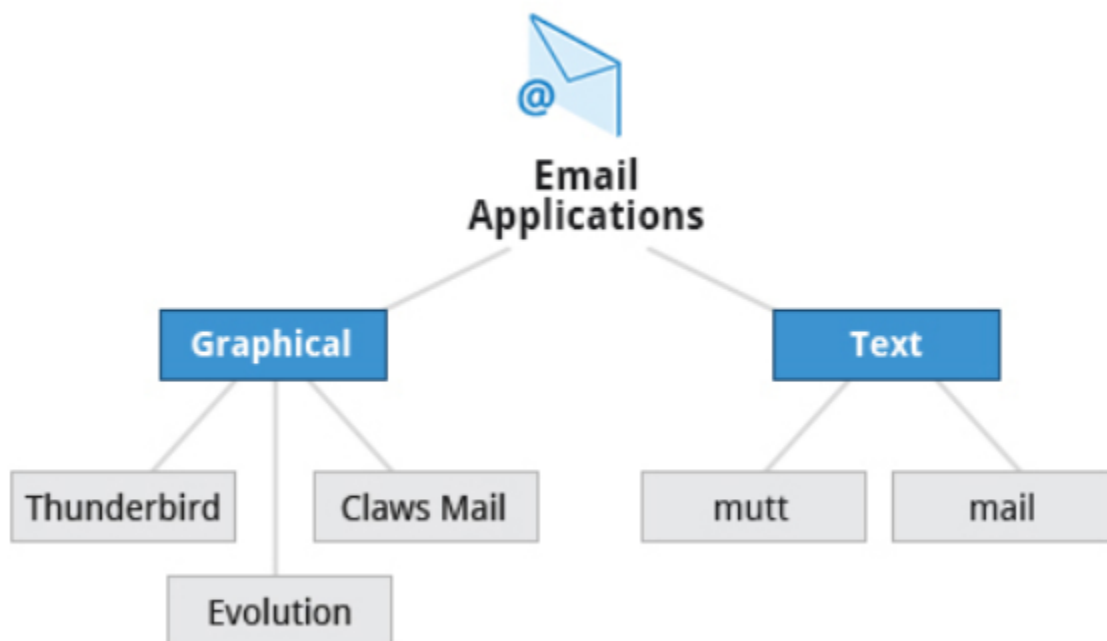 @
Email
Applications
Graphical
Text
Thunderbird
Claws Mail
mutt
mail
Evolution